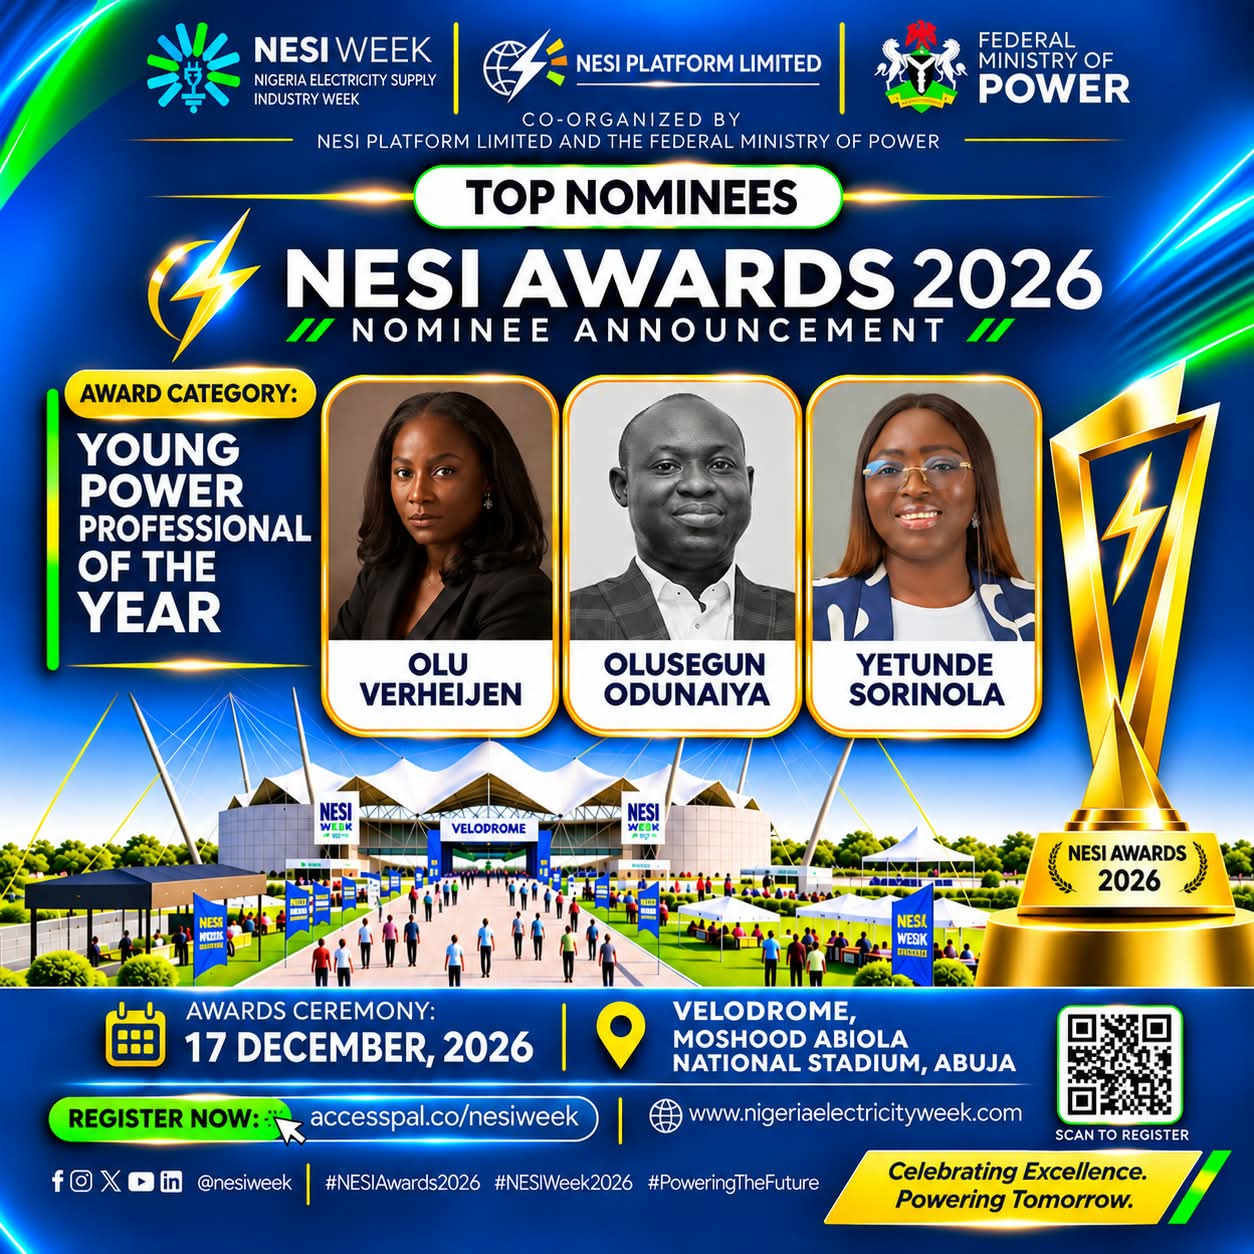 NESI WEEK
NIGERIA ELECTRICITY SUPPLY
INDUSTRY WEEK
NESI PLATFORM LIMITED
FEDERAL
MINISTRY OF
POWER
CO-ORGANIZED BY
NESI PLATFORM LIMITED AND THE FEDERAL MINISTRY OF POWER
TOP NOMINEES
NESI AWARDS 2026
NOMINEE ANNOUNCEMENT
AWARD CATEGORY:
YOUNG
POWER
PROFESSIONAL
OF THE
YEAR
OLU
VERHEIJEN
OLUSEGUN
ODUNAIYA
YETUNDE
SORINOLA
NESI
WEEK
VELODROME
NESI
WEEK
NESI
WEEK
NESI
WEEK
NESI AWARDS
2026
AWARDS CEREMONY:
17 DECEMBER, 2026
VELODROME,
MOSHOOD ABIOLA
NATIONAL STADIUM, ABUJA
REGISTER NOW:
accesspal.co/nesiweek
www.nigeriaelectricityweek.com
SCAN TO REGISTER
@nesiweek
#NESIAwards2026 #NESIWeek2026 #PoweringTheFuture
Celebrating Excellence.
Powering Tomorrow.